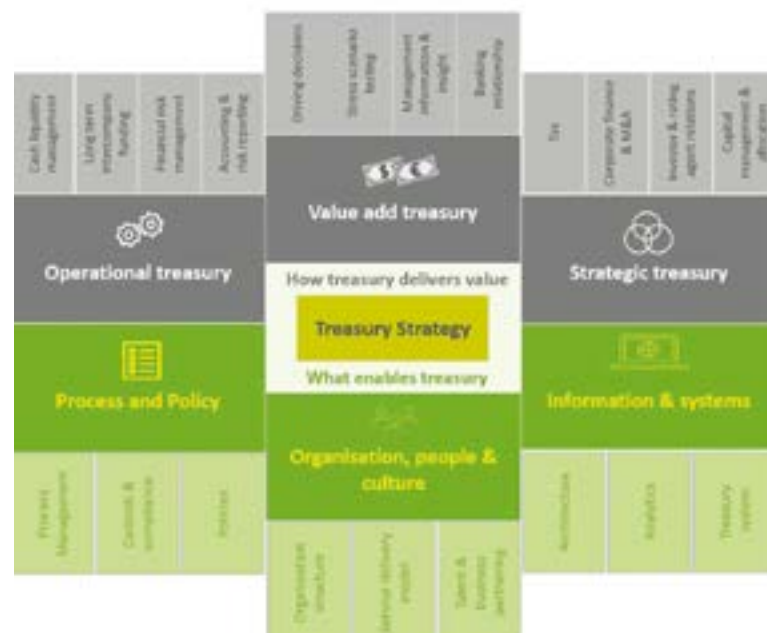 Cash liquidity
management
Long term
intercompany
funding
Financial risk
management
Accounting &
risk reporting
Driving decisions
Stress scenario
testing
Management
information &
insight
Banking
relationship
Tax
Corporate finance
& M&A
Investor & rating
agent relations
Capital
management &
allocation
Operational treasury
Value add treasury
Strategic treasury
How treasury delivers value
Treasury Strategy
What enables treasury
Process and Policy
Organisation, people &
culture
Information & systems
Process
Management
Controls &
compliance
Policies
Organisation
structure
Service delivery
model
Talent &
business
partnering
Architecture
Analytics
Treasury
system